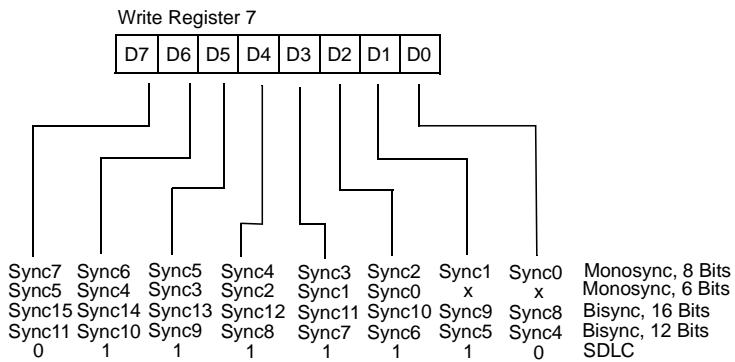 Write Register 7
D7 D6 D5 D4 D3 D2 D1 D0
Sync7 Sync6 Sync5 Sync4 Sync3 Sync2 Sync1 Sync0 Monosync, 8 Bits
Sync5 Sync4 Sync3 Sync2 Sync1 Sync0 x x Monosync, 6 Bits
Sync15 Sync14 Sync13 Sync12 Sync11 Sync10 Sync9 Sync8 Bisync, 16 Bits
Sync11 Sync10 Sync9 Sync8 Sync7 Sync6 Sync5 Sync4 Bisync, 12 Bits
0 1 1 1 1 1 1 0 SDLC